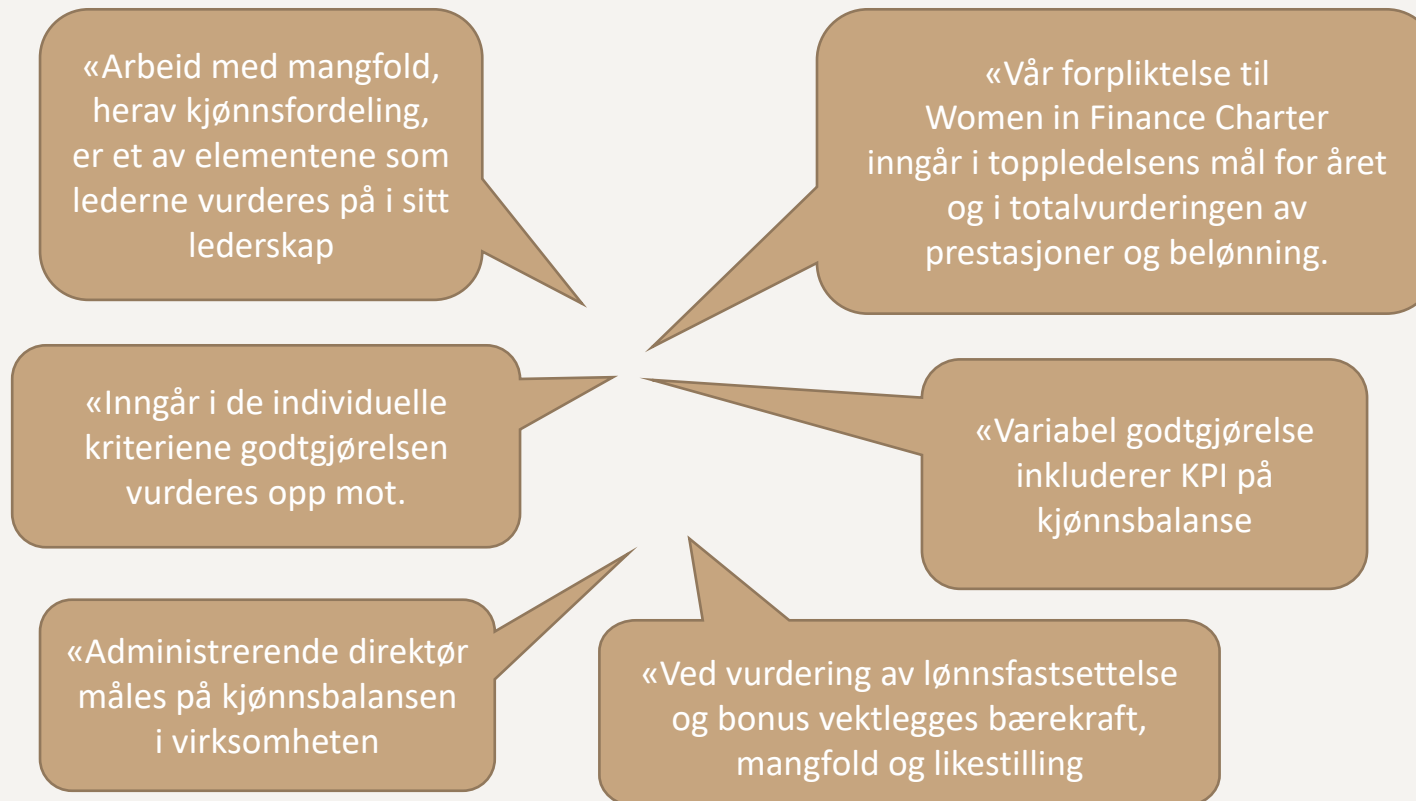 «Arbeid med mangfold,
herav kjønnsfordeling,
er et av elementene som
lederne vurderes på i sitt
lederskap
«Vår forpliktelse til
Women in Finance Charter
inngår i toppledelsens mål for året
og i totalvurderingen av
prestasjoner og belønning.
«Inngår i de individuelle
kriteriene godtgjørelsen
vurderes opp mot.
«Variabel godtgjørelse
inkluderer KPI på
kjønnsbalanse
«Administrerende direktør
måles på kjønnsbalansen
i virksomheten
«Ved vurdering av lønnsfastsettelse
og bonus vektlegges bærekraft,
mangfold og likestilling